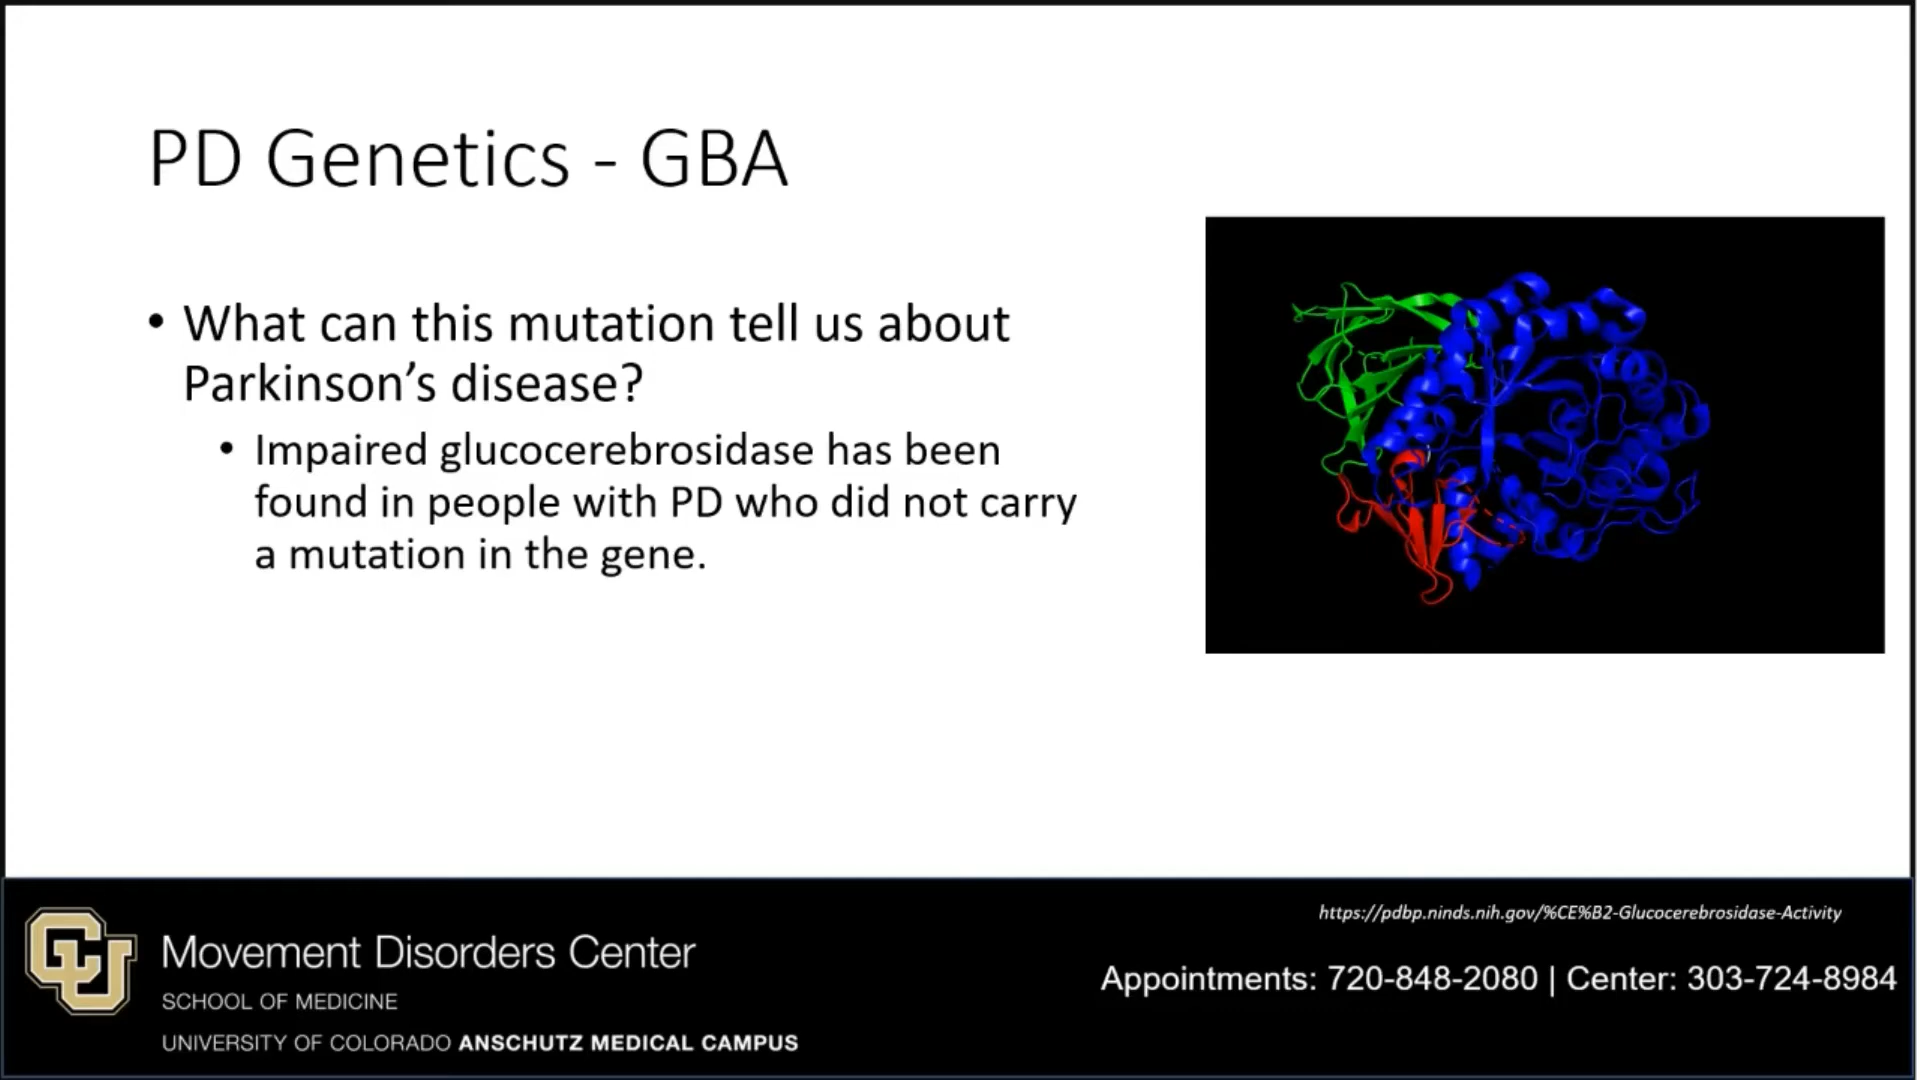 PD Genetics - GBA
• What can this mutation tell us about
Parkinson’s disease?
• Impaired glucocerebrosidase has been
found in people with PD who did not carry
a mutation in the gene.
https://pdbp.ninds.nih.gov/%CE%B2-Glucocerebrosidase-Activity
CU
Movement Disorders Center
SCHOOL OF MEDICINE
UNIVERSITY OF COLORADO ANSCHUTZ MEDICAL CAMPUS
Appointments: 720-848-2080 | Center: 303-724-8984